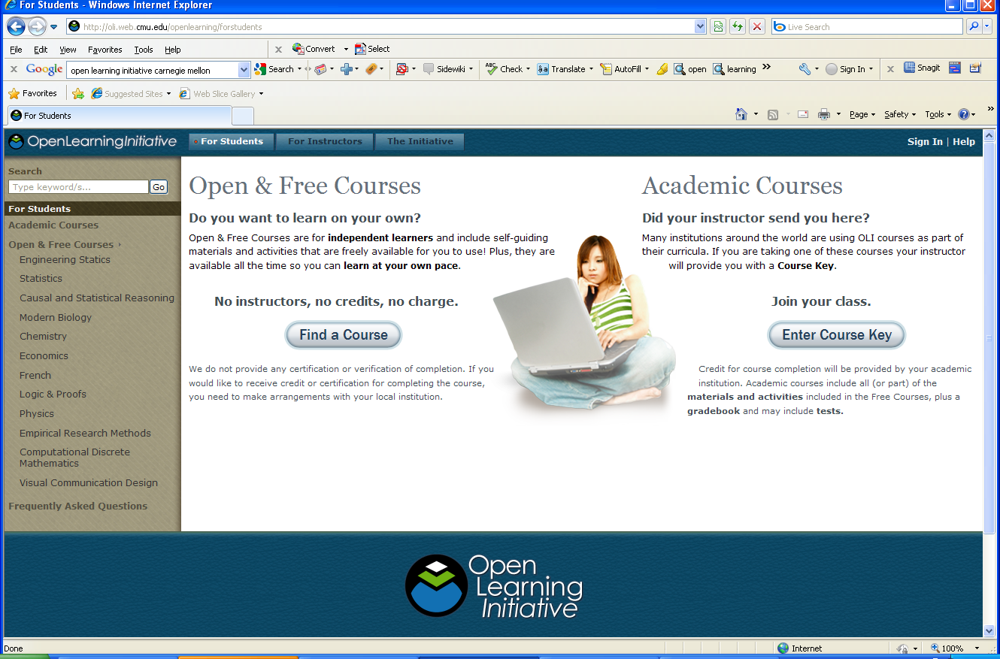 For Students - Windows Internet Explorer
http://oli.web.cmu.edu/openlearning/forstudents
Live Search
File Edit View Favorites Tools Help
x Convert Select
x Google open learning initiative carnegie mellon Search Sidewiki Check Translate AutoFill open learning » Sign In x Snagit
Favorites Suggested Sites Web Slice Gallery
For Students
Page Safety Tools »
OpenLearningInitiative
For Students For Instructors The Initiative
Sign In | Help
Search
Type keyword/s... Go
For Students
Academic Courses
Open & Free Courses
Engineering Statics
Statistics
Causal and Statistical Reasoning
Modern Biology
Chemistry
Economics
French
Logic & Proofs
Physics
Empirical Research Methods
Computational Discrete
Mathematics
Visual Communication Design
Frequently Asked Questions
Open & Free Courses
Do you want to learn on your own?
Open & Free Courses are for independent learners and include self-guiding
materials and activities that are freely available for you to use! Plus, they are
available all the time so you can learn at your own pace.
No instructors, no credits, no charge.
Find a Course
We do not provide any certification or verification of completion. If you
would like to receive credit or certification for completing the course,
you need to make arrangements with your local institution.
Academic Courses
Did your instructor send you here?
Many institutions around the world are using OLI courses as part of
their curricula. If you are taking one of these courses your instructor
will provide you with a Course Key.
Join your class.
Enter Course Key
Credit for course completion will be provided by your academic
institution. Academic courses include all (or part) of the
materials and activities included in the Free Courses, plus a
gradebook and may include tests.
Open
Learning
Initiative
Done
Internet
100%